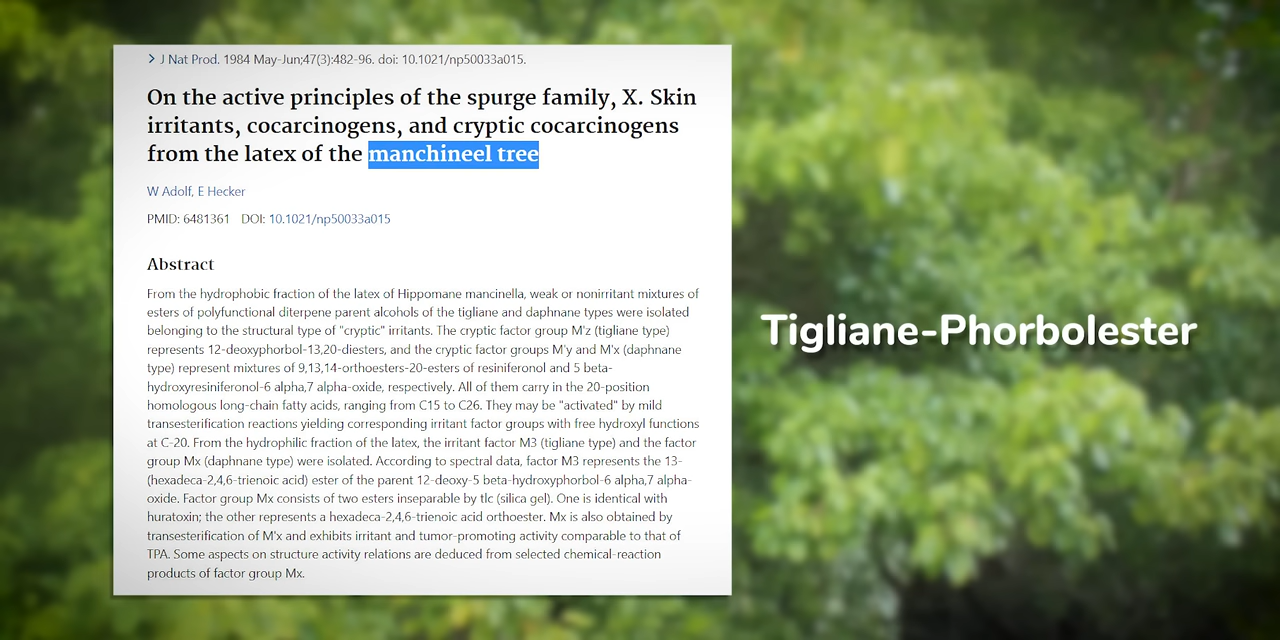 J Nat Prod. 1984 May-Jun;47(3):482-96. doi: 10.1021/np50033a015.
On the active principles of the spurge family, X. Skin
irritants, cocarcinogens, and cryptic cocarcinogens
from the latex of the manchineel tree
W Adolf, E Hecker
PMID: 6481361 DOI: 10.1021/np50033a015
Abstract
From the hydrophobic fraction of the latex of Hippomane mancinella, weak or nonirritant mixtures of
esters of polyfunctional diterpene parent alcohols of the tigliane and daphnane types were isolated
belonging to the structural type of "cryptic" irritants. The cryptic factor group M'z (tigliane type)
represents 12-deoxyphorbol-13,20-diesters, and the cryptic factor groups M'y and M'x (daphnane
type) represent mixtures of 9,13,14-orthoesters-20-esters of resiniferonol and 5 beta-
hydroxyresiniferonol-6 alpha,7 alpha-oxide, respectively. All of them carry in the 20-position
homologous long-chain fatty acids, ranging from C15 to C26. They may be "activated" by mild
transesterification reactions yielding corresponding irritant factor groups with free hydroxyl functions
at C-20. From the hydrophilic fraction of the latex, the irritant factor M3 (tigliane type) and the factor
group Mx (daphnane type) were isolated. According to spectral data, factor M3 represents the 13-
(hexadeca-2,4,6-trienoic acid) ester of the parent 12-deoxy-5 beta-hydroxyphorbol-6 alpha,7 alpha-
oxide. Factor group Mx consists of two esters inseparable by tlc (silica gel). One is identical with
huratoxin; the other represents a hexadeca-2,4,6-trienoic acid orthoester. Mx is also obtained by
transesterification of M'x and exhibits irritant and tumor-promoting activity comparable to that of
TPA. Some aspects on structure activity relations are deduced from selected chemical-reaction
products of factor group Mx.
Tigliane-Phorbolester